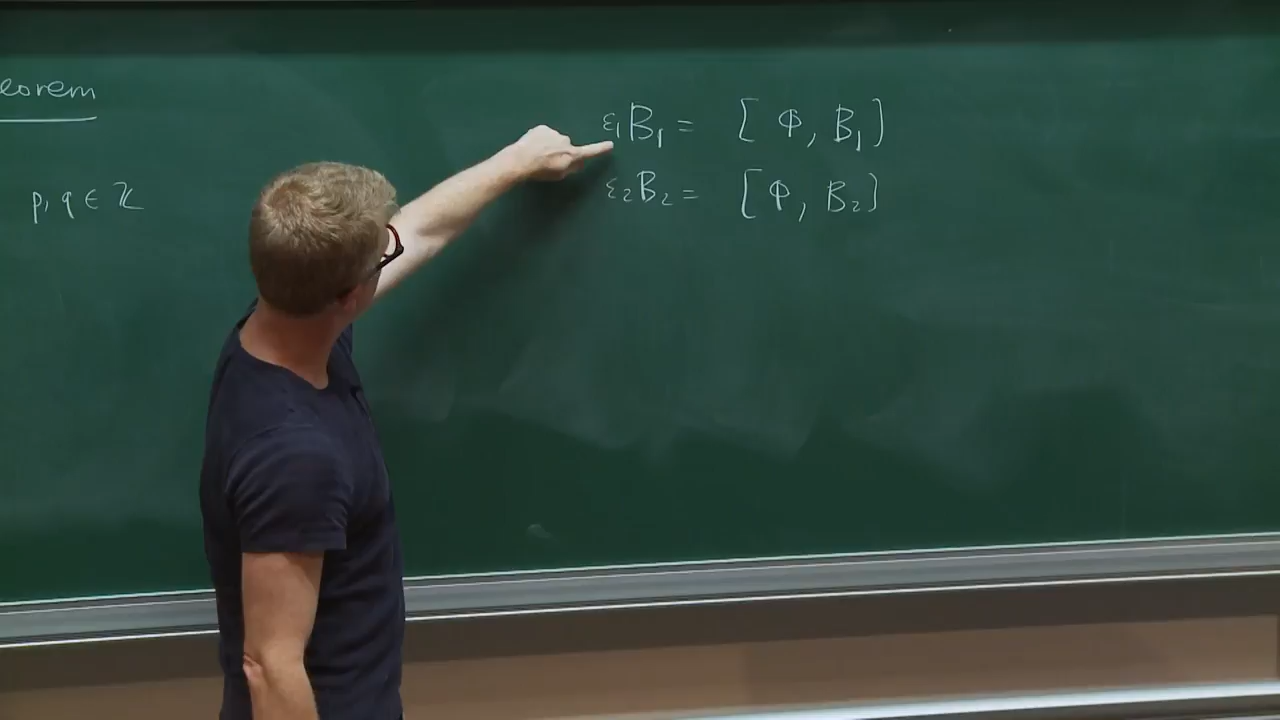 eorem
p, q ∈ ℤ
ε₁B₁ = [Φ, B₁]
ε₂B₂ = [Φ, B₂]